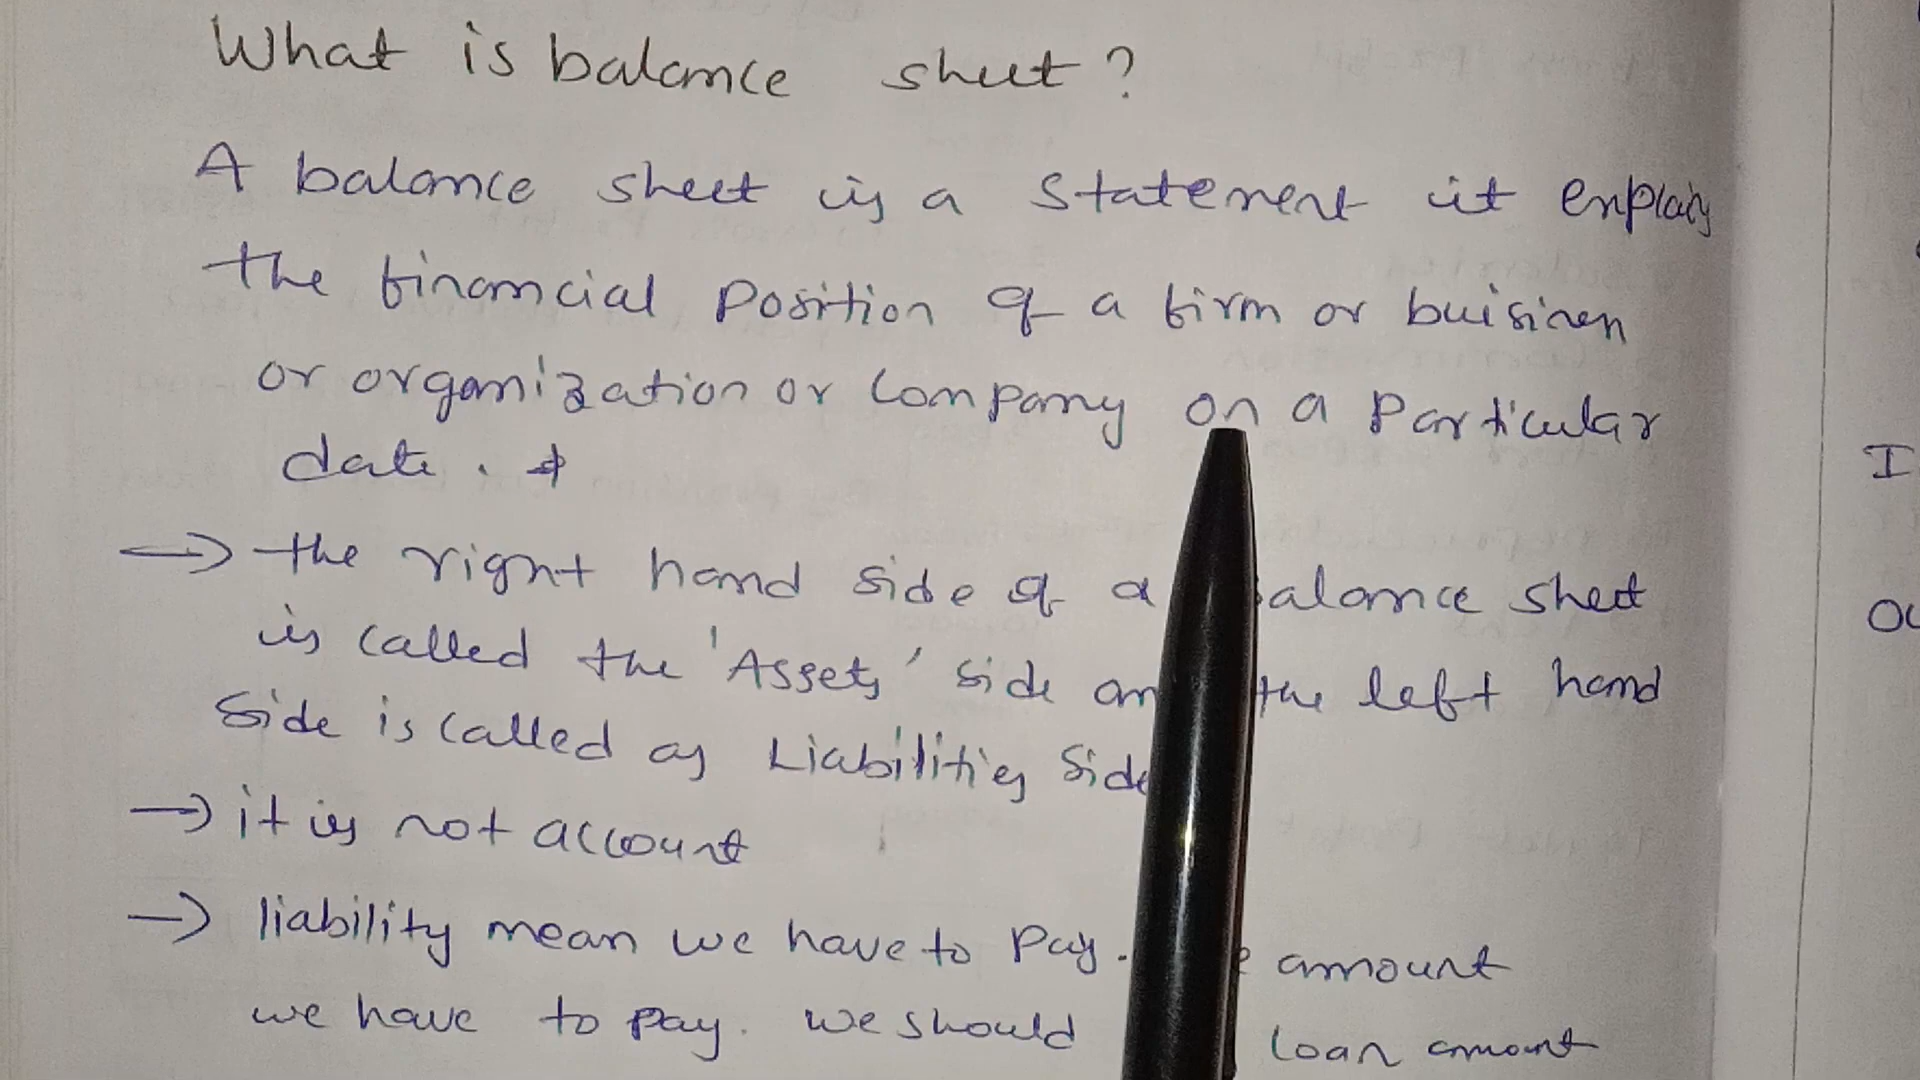 What is balance sheet?
A balance sheet is a statement it explains
the financial position of a firm or buisiness
or organization or company on a particular
date.
→ the right hand side of a balance sheet
is called the 'Assets' side an the left hand
side is called as Liabilities side
→ it is not account
→ liability mean we have to pay. amount
we have to pay. we should loan amount
I